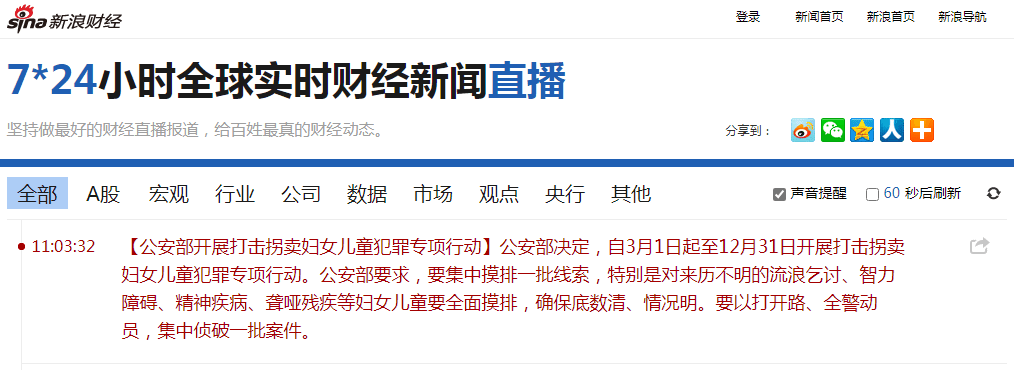 sina新浪财经
登录 新闻首页 新浪首页 新浪导航
7*24小时全球实时财经新闻直播
坚持做最好的财经直播报道，给百姓最真的财经动态。
分享到：
全部 A股 宏观 行业 公司 数据 市场 观点 央行 其他 声音提醒 60 秒后刷新
11:03:32 【公安部开展打击拐卖妇女儿童犯罪专项行动】公安部决定，自3月1日起至12月31日开展打击拐卖
妇女儿童犯罪专项行动。公安部要求，要集中摸排一批线索，特别是对来历不明的流浪乞讨、智力
障碍、精神疾病、聋哑残疾等妇女儿童要全面摸排，确保底数清、情况明。要以打开路、全警动
员，集中侦破一批案件。